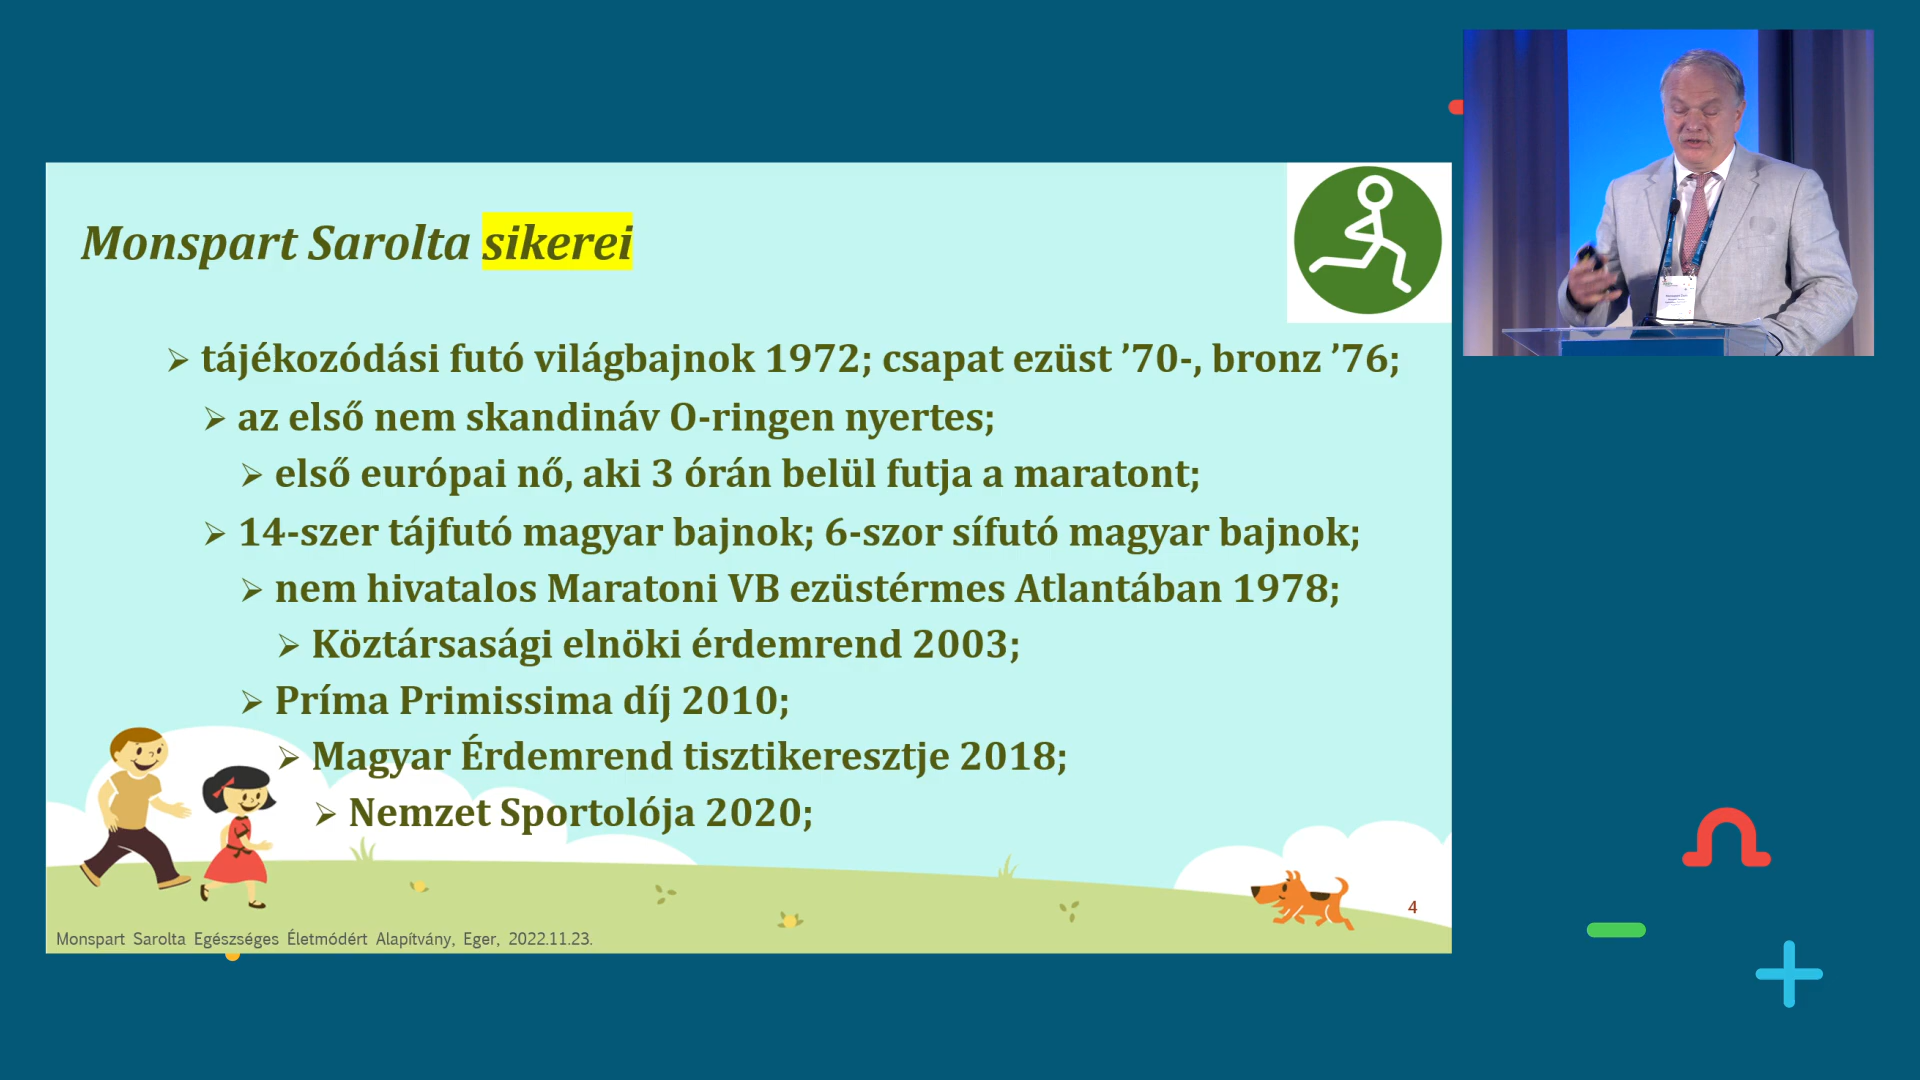 Monspart Sarolta sikerei
➢ tájékozódási futó világbajnok 1972; csapat ezüst ’70-, bronz ’76;
➢ az első nem skandináv O-ringen nyertes;
➢ első európai nő, aki 3 órán belül futja a maratont;
➢ 14-szer tájfutó magyar bajnok; 6-szor sífutó magyar bajnok;
➢ nem hivatalos Maratoni VB ezüstérmes Atlantában 1978;
➢ Köztársasági elnöki érdemrend 2003;
➢ Príma Primissima díj 2010;
➢ Magyar Érdemrend tisztikeresztje 2018;
➢ Nemzet Sportolója 2020;
4
Monspart Sarolta Egészséges Életmódért Alapítvány, Eger, 2022.11.23.